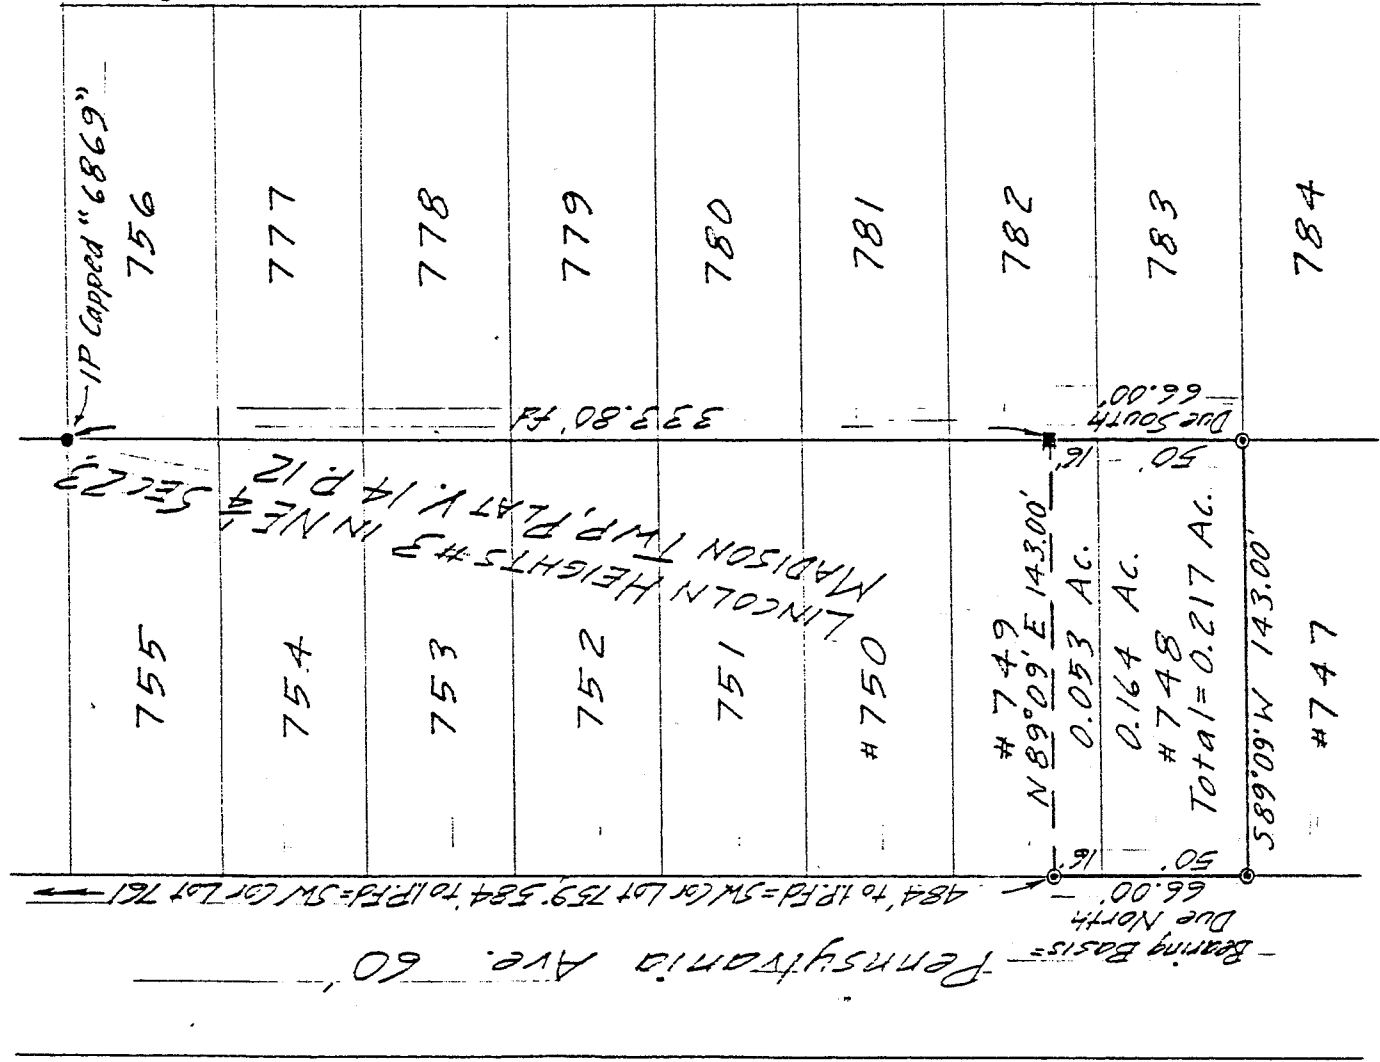 IP Capped "6869"
756
777
778
779
780
781
782
783
784
333.80' fd
Due South
66.00'
50'
16'
LINCOLN HEIGHTS #3 IN NE 1/4 SEC 23,
MADISON TWP, PLAT V. 14 P. 12
755
754
753
752
751
#750
#749
N 89°09' E 143.00'
0.053 Ac.
0.164 Ac.
#748
Total = 0.217 Ac.
S89°09'W 143.00'
#747
16'
50'
484' to I.P.Fd=SW Cor Lot 759, 584' to I.P.Fd=SW Cor Lot 761
66.00'
Bearing Basis=
Due North
Pennsylvania Ave. 60'